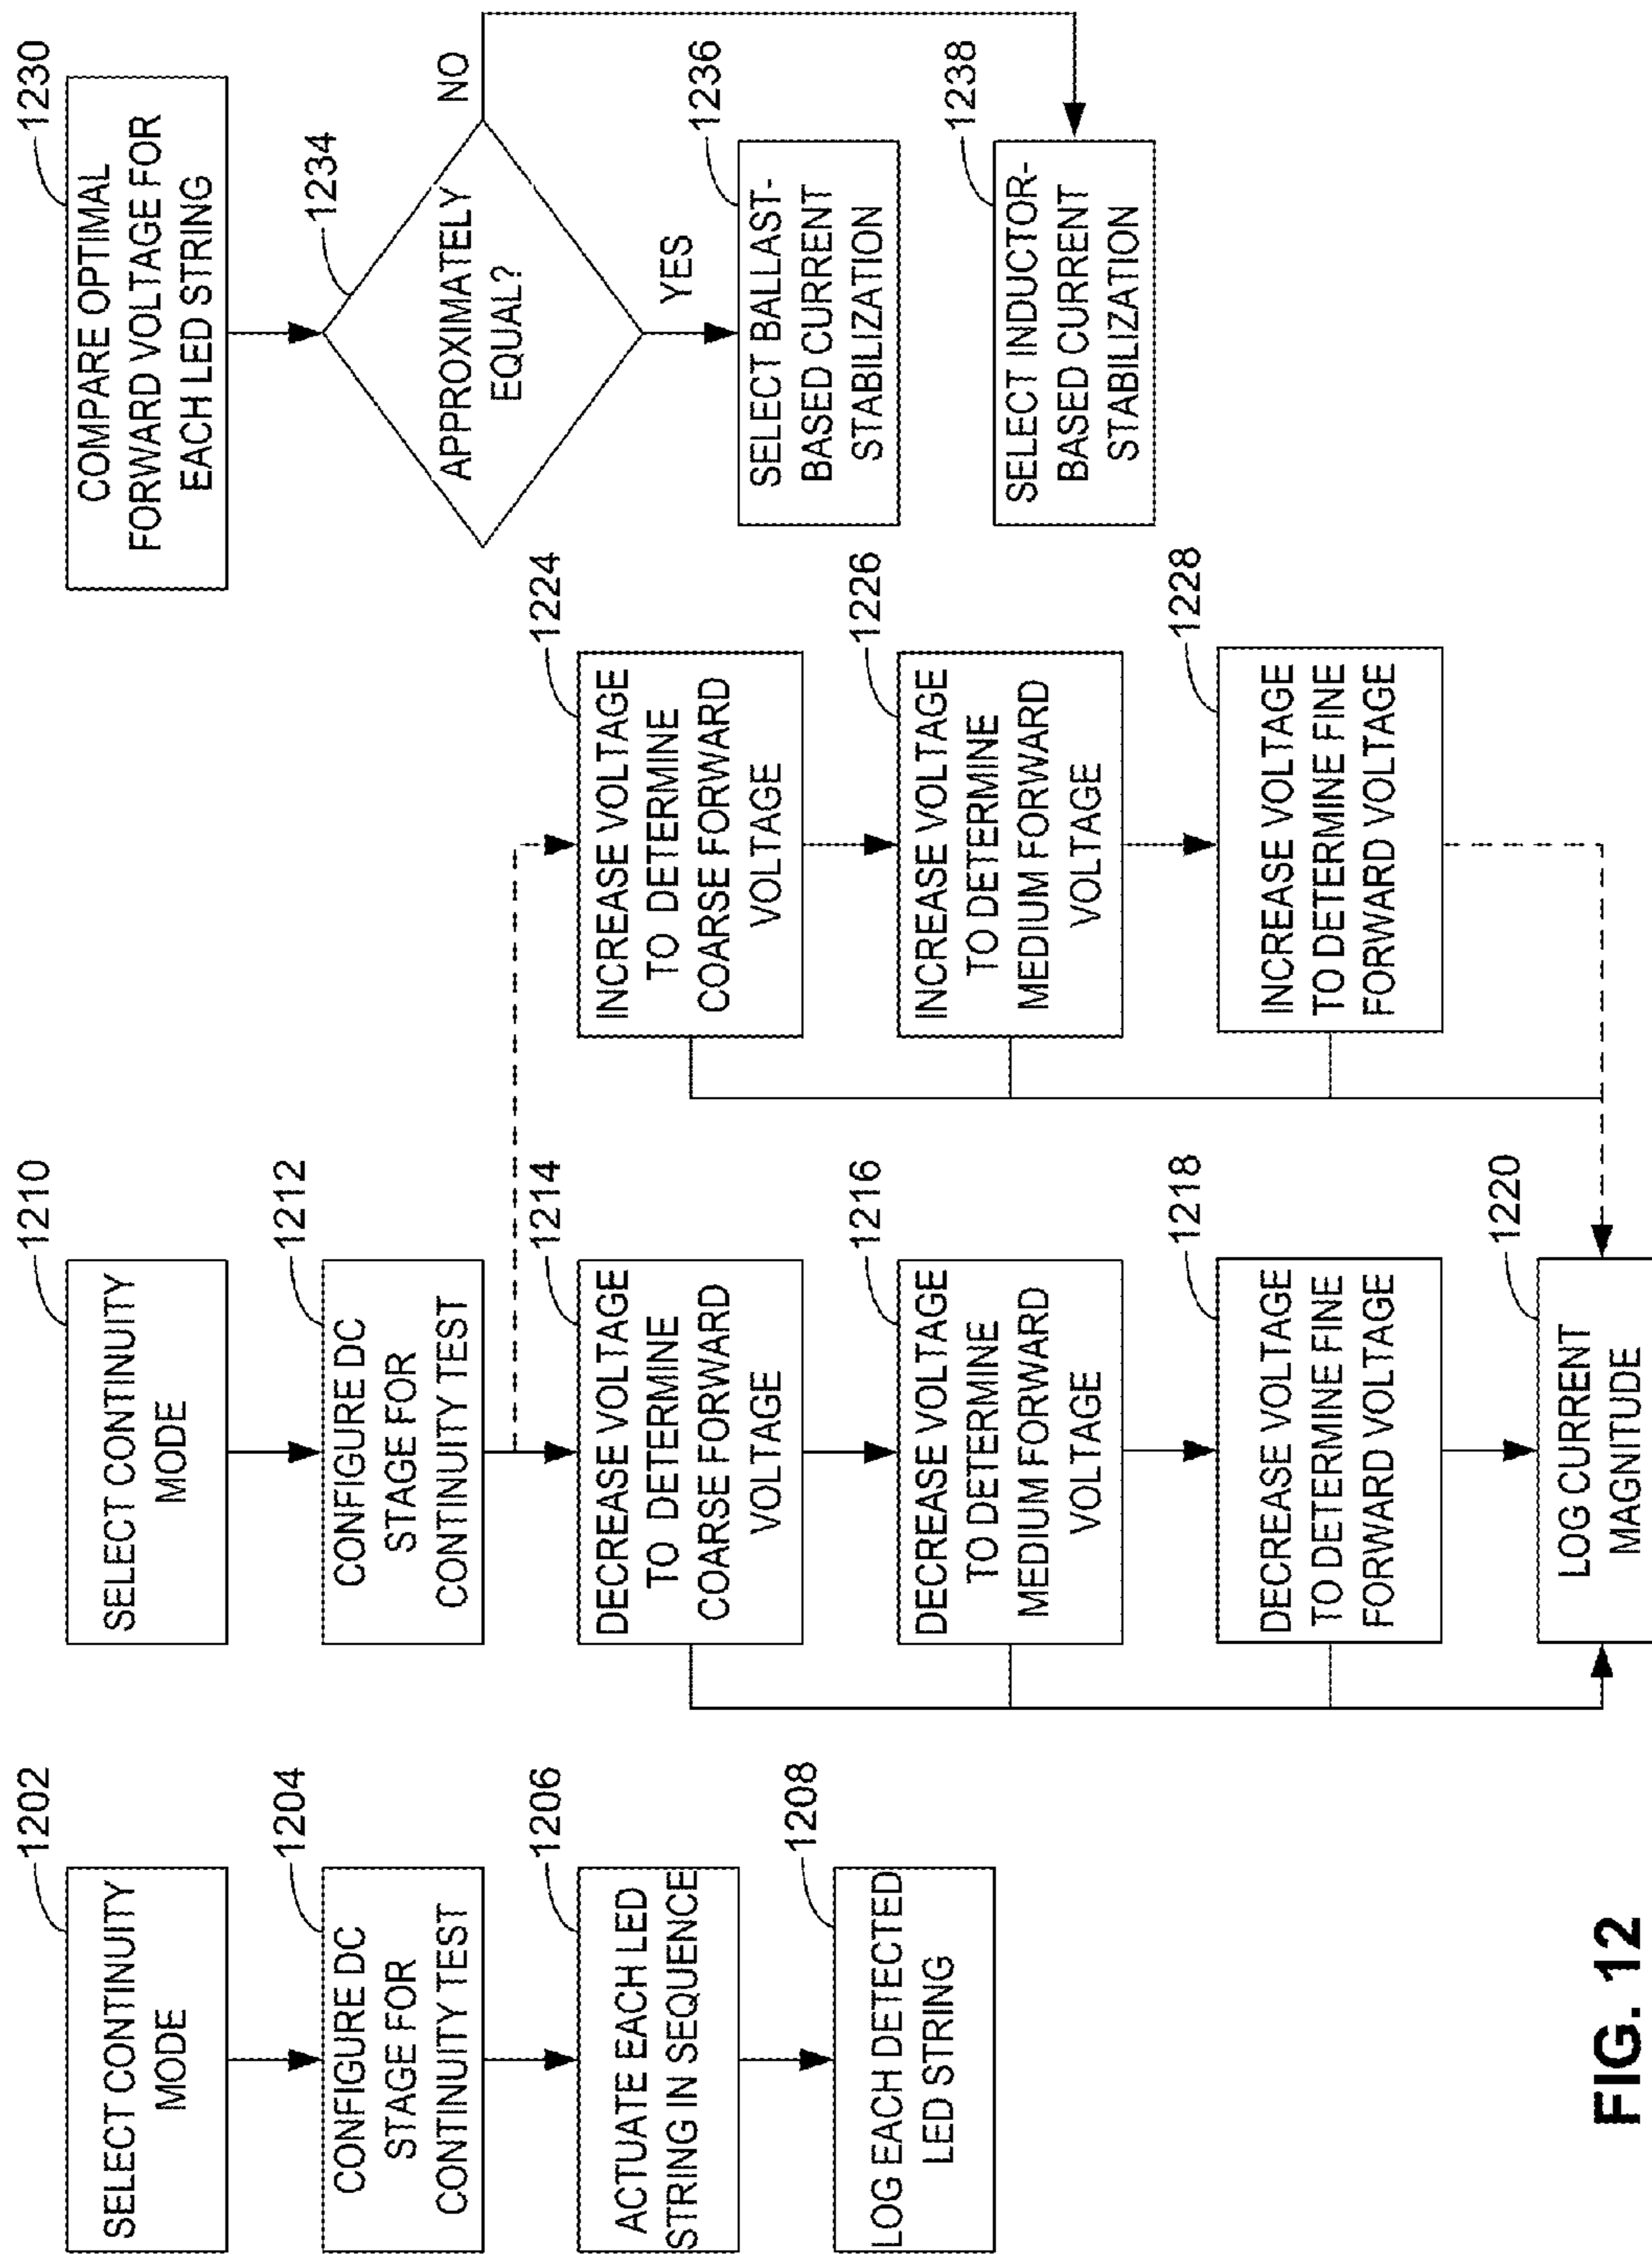 1202
SELECT CONTINUITY
MODE
1204
CONFIGURE DC
STAGE FOR
CONTINUITY TEST
1206
ACTUATE EACH LED
STRING IN SEQUENCE
1208
LOG EACH DETECTED
LED STRING
1210
SELECT CONTINUITY
MODE
1212
CONFIGURE DC
STAGE FOR
CONTINUITY TEST
1214
DECREASE VOLTAGE
TO DETERMINE
COARSE FORWARD
VOLTAGE
1216
DECREASE VOLTAGE
TO DETERMINE
MEDIUM FORWARD
VOLTAGE
1218
DECREASE VOLTAGE
TO DETERMINE FINE
FORWARD VOLTAGE
1220
LOG CURRENT
MAGNITUDE
1224
INCREASE VOLTAGE
TO DETERMINE
COARSE FORWARD
VOLTAGE
1226
INCREASE VOLTAGE
TO DETERMINE
MEDIUM FORWARD
VOLTAGE
1228
INCREASE VOLTAGE
TO DETERMINE FINE
FORWARD VOLTAGE
1230
COMPARE OPTIMAL
FORWARD VOLTAGE FOR
EACH LED STRING
1234
APPROXIMATELY
EQUAL?
NO
YES
1236
SELECT BALLAST-
BASED CURRENT
STABILIZATION
1238
SELECT INDUCTOR-
BASED CURRENT
STABILIZATION
FIG. 12